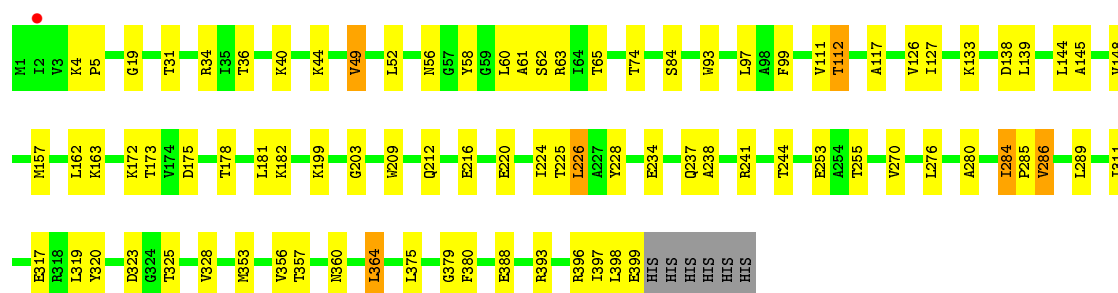 M1 I2 V3 K4 P5 G19 T31 R34 I35 T36 K40 K44 V49 L52 N56 G57 Y58 G59 L60 A61 S62 R63 I64 T65 T74 S84 W93 L97 A98 F99 V111 T112 A117 V126 I127 K133 D138 L139 L144 A145
M157 L162 K163 K172 T173 V174 D175 T178 L181 K182 K199 G203 W209 Q212 E216 E220 I224 T225 L226 A227 Y228 E234 Q237 A238 R241 T244 E253 A254 T255 V270 L276 A280 I284 P285 V286 L289
E317 R318 L319 Y320 D323 G324 T325 V328 M353 V356 T357 N360 L364 L375 G379 F380 E388 R393 R396 I397 L398 E399 HIS HIS HIS HIS HIS HIS